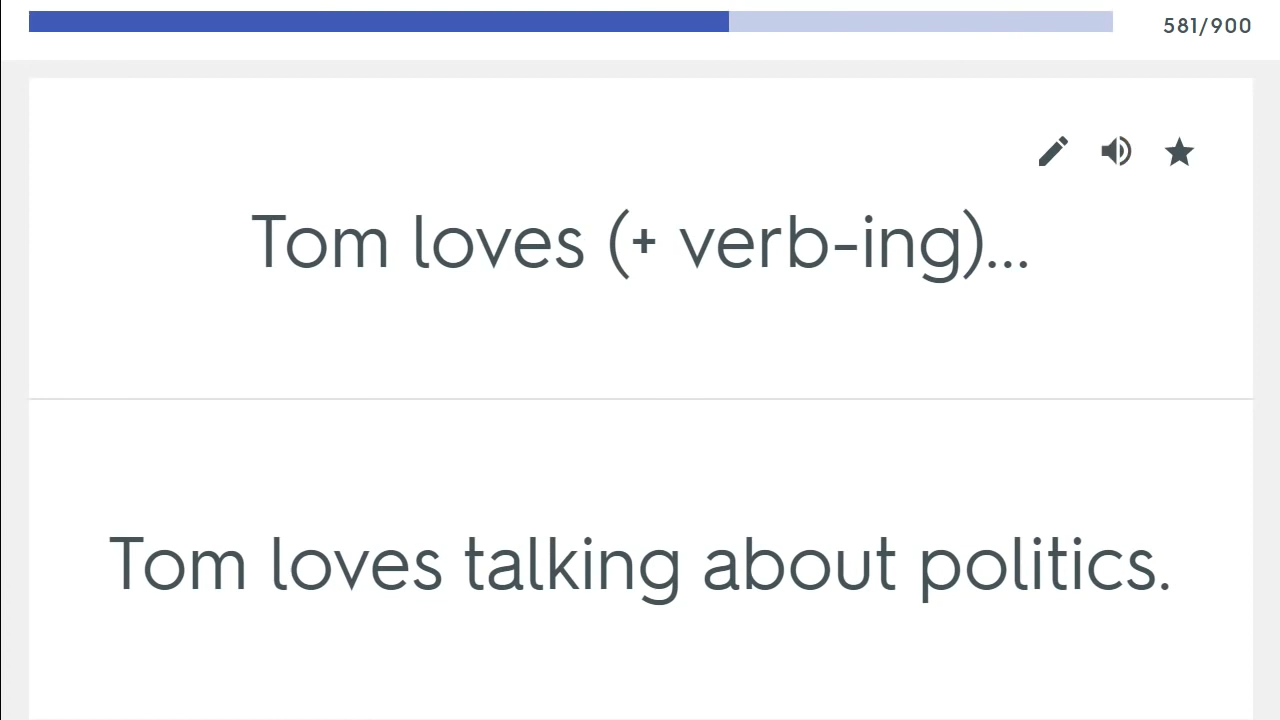 581/900
Tom loves (+ verb-ing)...
Tom loves talking about politics.